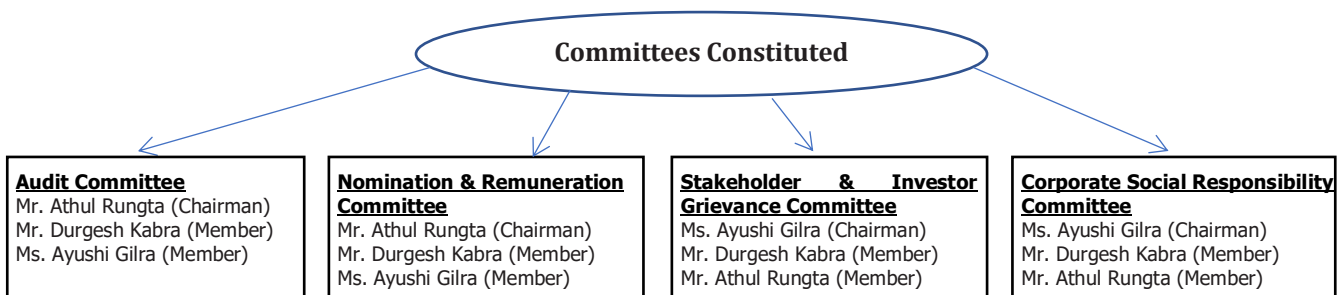 Committees Constituted
Audit Committee
Mr. Athul Rungta (Chairman)
Mr. Durgesh Kabra (Member)
Ms. Ayushi Gilra (Member)
Nomination & Remuneration
Committee
Mr. Athul Rungta (Chairman)
Mr. Durgesh Kabra (Member)
Ms. Ayushi Gilra (Member)
Stakeholder & Investor
Grievance Committee
Ms. Ayushi Gilra (Chairman)
Mr. Durgesh Kabra (Member)
Mr. Athul Rungta (Member)
Corporate Social Responsibility
Committee
Ms. Ayushi Gilra (Chairman)
Mr. Durgesh Kabra (Member)
Mr. Athul Rungta (Member)